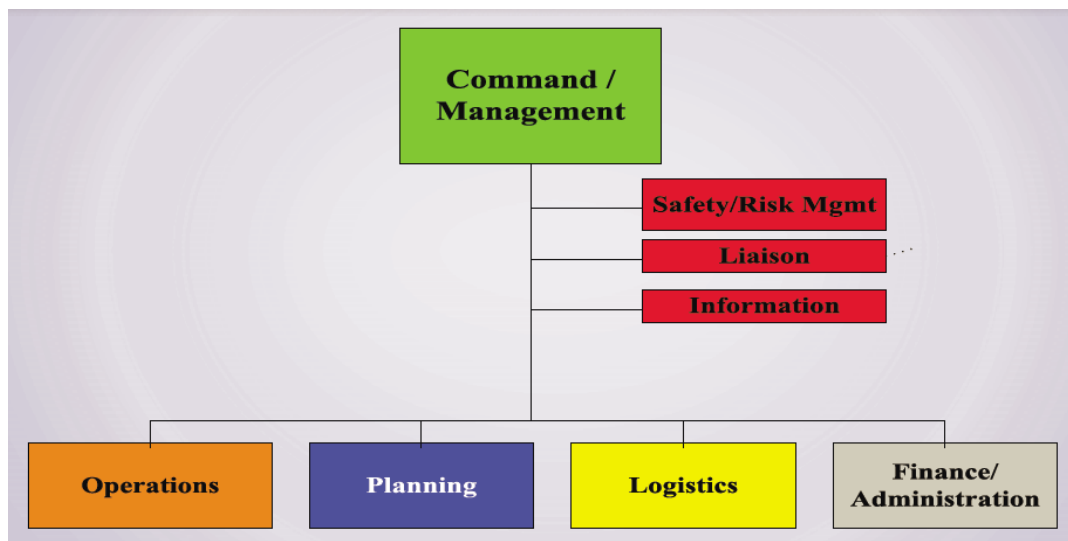 Command /
Management
Safety/Risk Mgmt
Liaison
Information
Operations
Planning
Logistics
Finance/
Administration